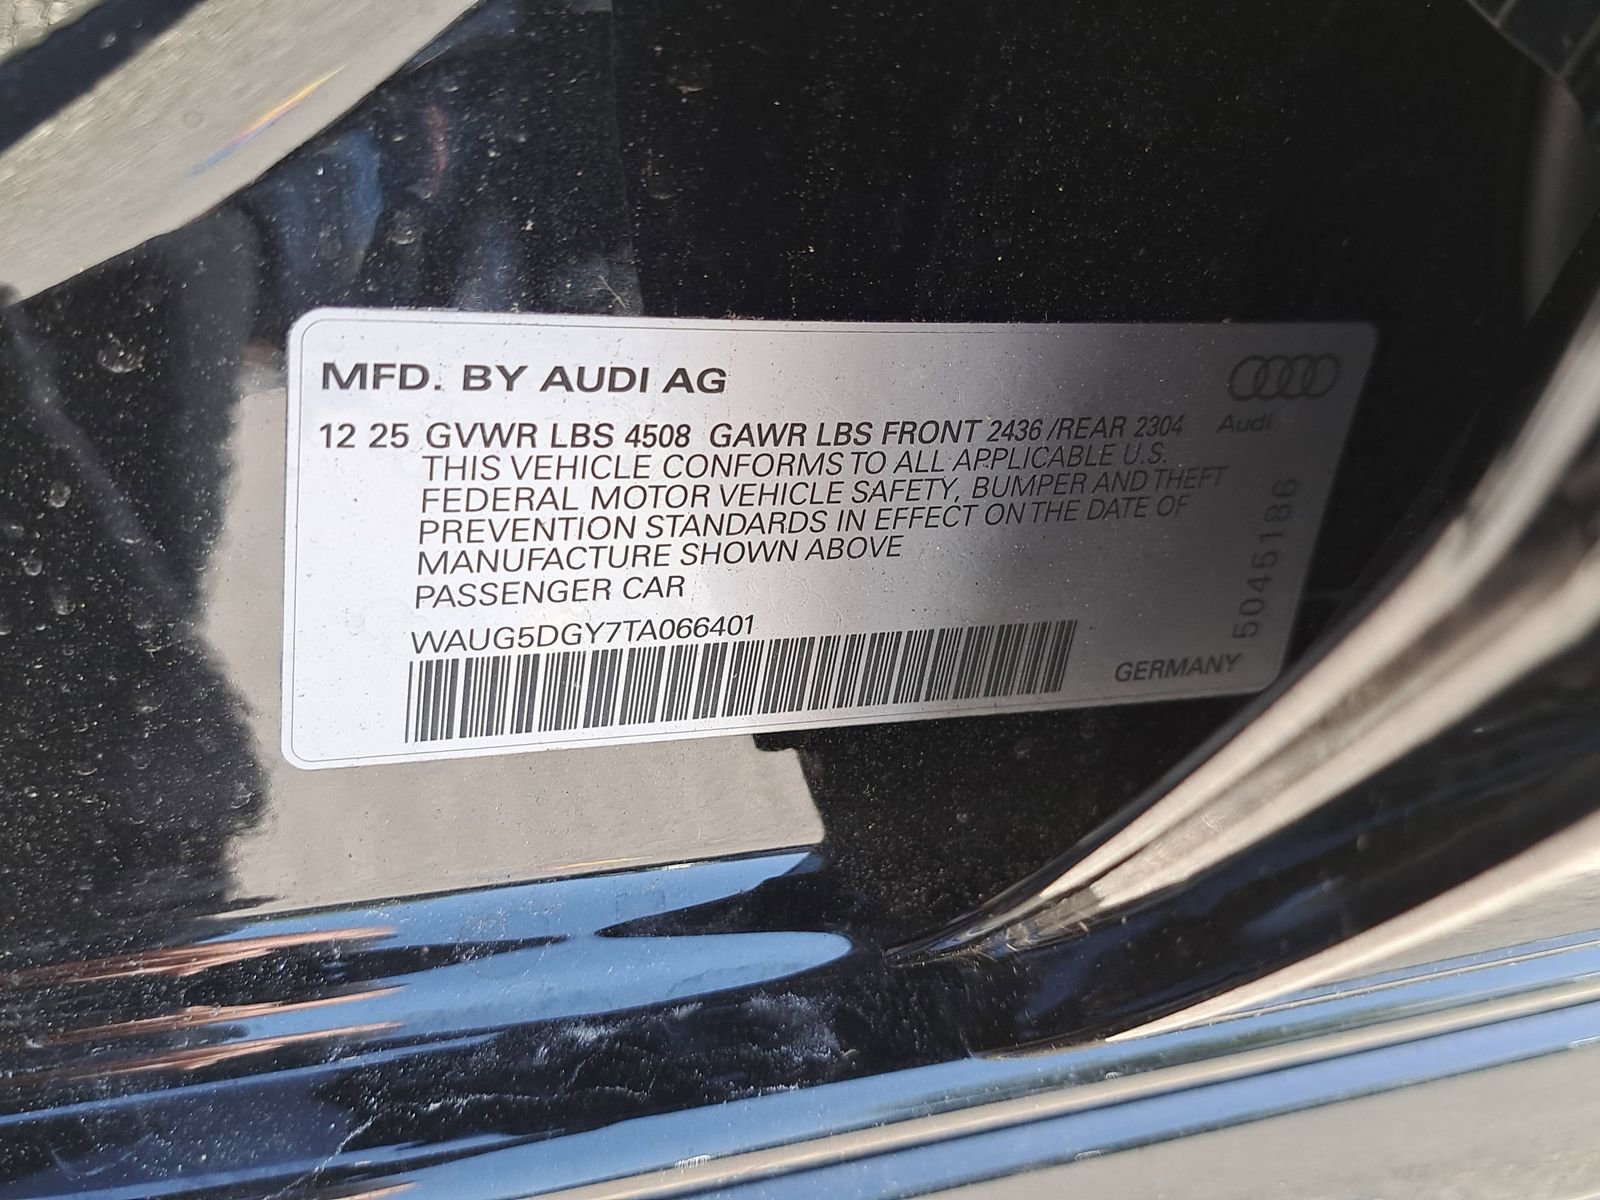 MFD. BY AUDI AG
12 25 GVWR LBS 4508 GAWR LBS FRONT 2436 /REAR 2304
THIS VEHICLE CONFORMS TO ALL APPLICABLE U.S.
FEDERAL MOTOR VEHICLE SAFETY, BUMPER AND THEFT
PREVENTION STANDARDS IN EFFECT ON THE DATE OF
MANUFACTURE SHOWN ABOVE
PASSENGER CAR
WAUG5DGY7TA066401
GERMANY
Audi
5045186